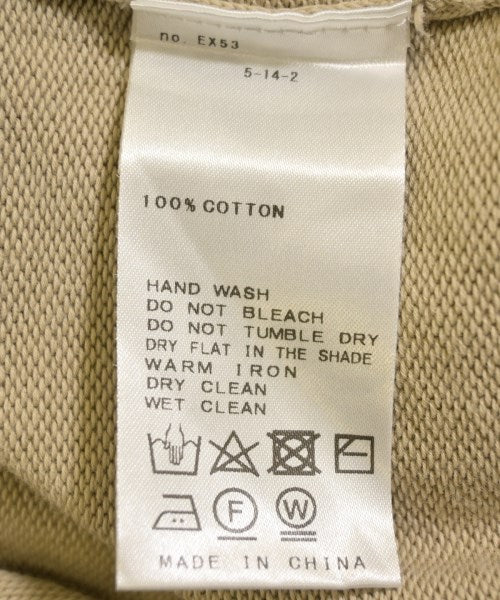 no. EX53
5-14-2
100% COTTON
HAND WASH
DO NOT BLEACH
DO NOT TUMBLE DRY
DRY FLAT IN THE SHADE
WARM IRON
DRY CLEAN
WET CLEAN
F W
MADE IN CHINA